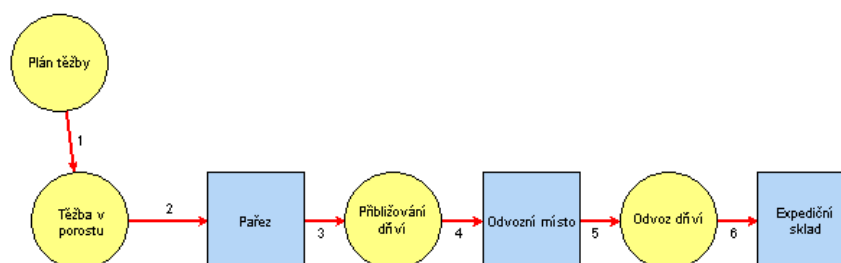 Plán těžby
1
Těžba v
porostu
2
Pařez
3
Přibližování
dříví
4
Odvozní místo
5
Odvoz dříví
6
Expediční
sklad